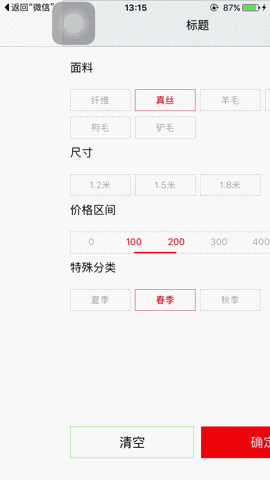 返回“微信” 13:15 87%
标题
面料
纤维 真丝 羊毛
狗毛 驴毛
尺寸
1.2米 1.5米 1.8米
价格区间
0 100 200 300 400
特殊分类
夏季 春季 秋季
清空 确定